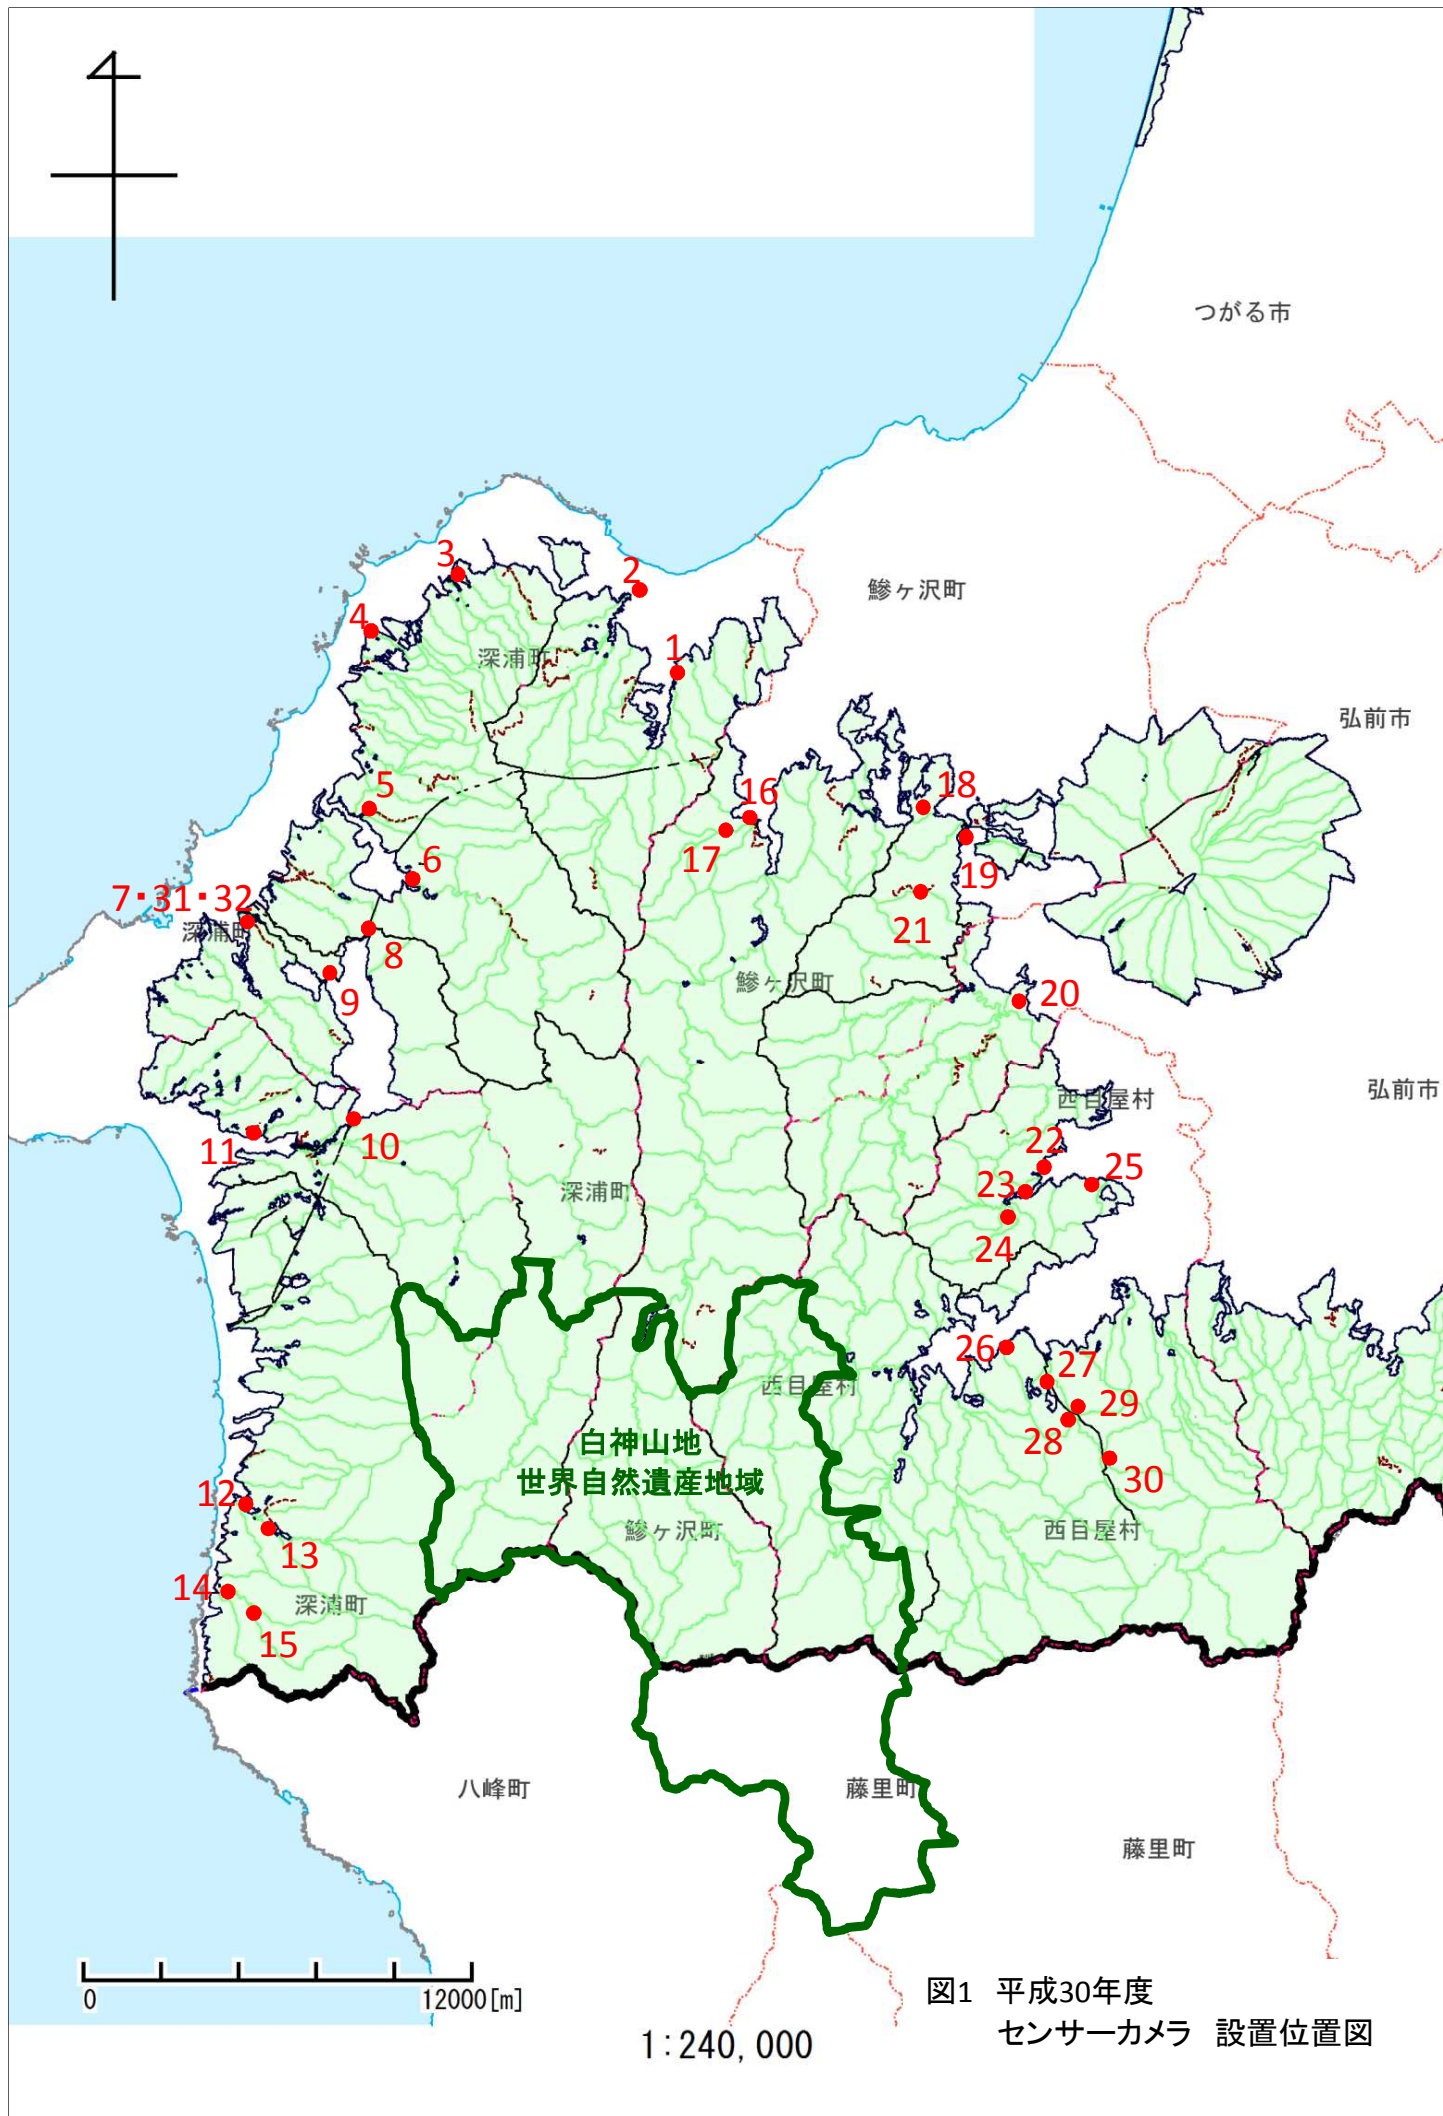 つがる市
3
2
鰺ヶ沢町
4
深浦町
1
弘前市
5
16
18
17
6
19
7・31・32
深浦町
21
8
鰺ヶ沢町
9
20
西目屋村
弘前市
11
10
22
25
23
深浦町
24
26
27
西目屋村
29
28
白神山地
世界自然遺産地域
30
12
鰺ヶ沢町
西目屋村
13
14
深浦町
15
八峰町
藤里町
藤里町
0
12000[m]
図1 平成30年度
センサーカメラ 設置位置図
1:240,000